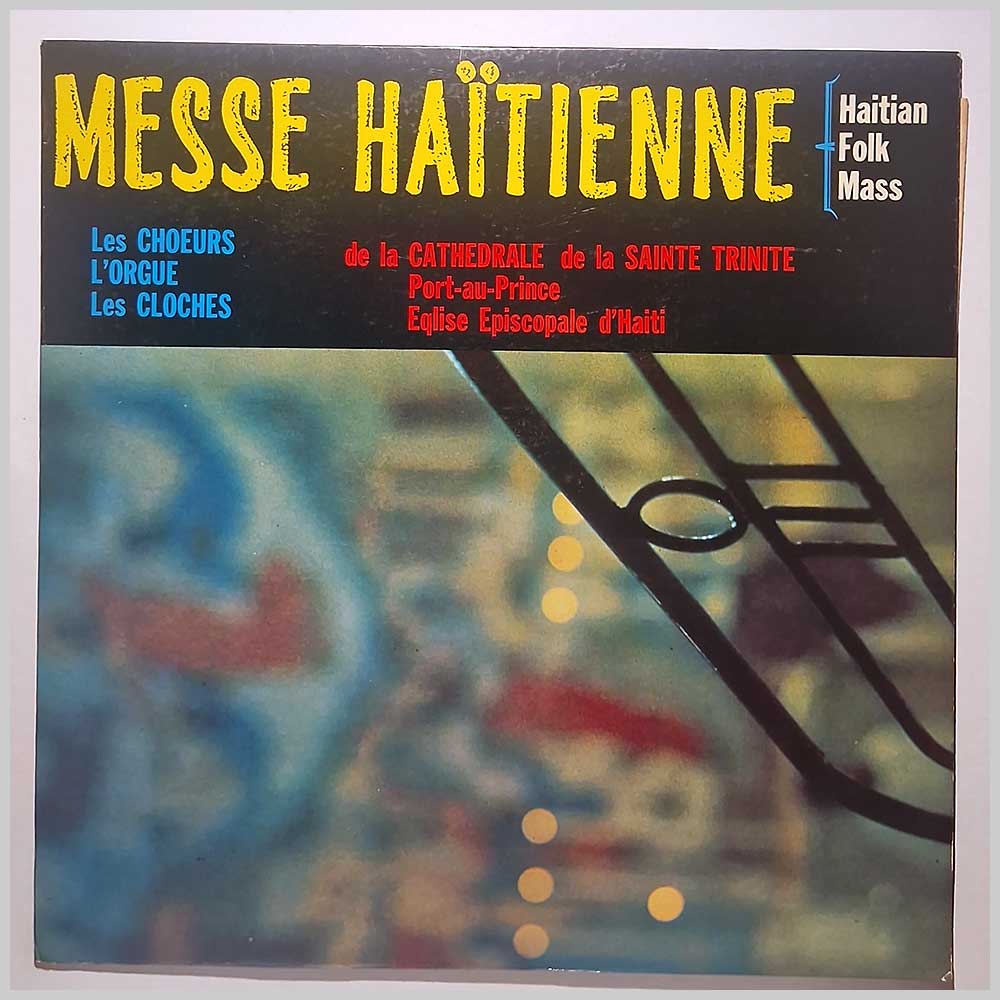 MESSE HAÏTIENNE
Haitian
Folk
Mass
Les CHOEURS
L'ORGUE
Les CLOCHES
de la CATHEDRALE de la SAINTE TRINITE
Port-au-Prince
Eqlise Episcopale d'Haiti